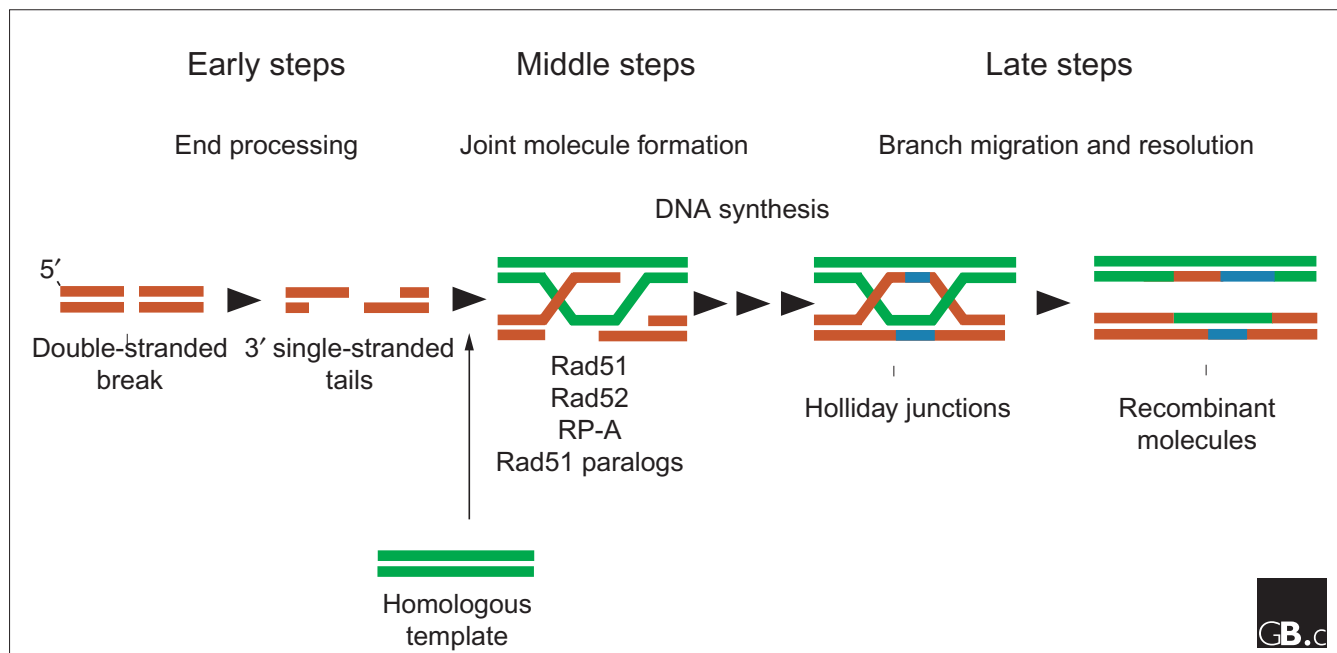 Early steps
Middle steps
Late steps
End processing
Joint molecule formation
Branch migration and resolution
DNA synthesis
5′
Double-stranded
break
3′ single-stranded
tails
Rad51
Rad52
RP-A
Rad51 paralogs
Holliday junctions
Recombinant
molecules
Homologous
template
GB.c